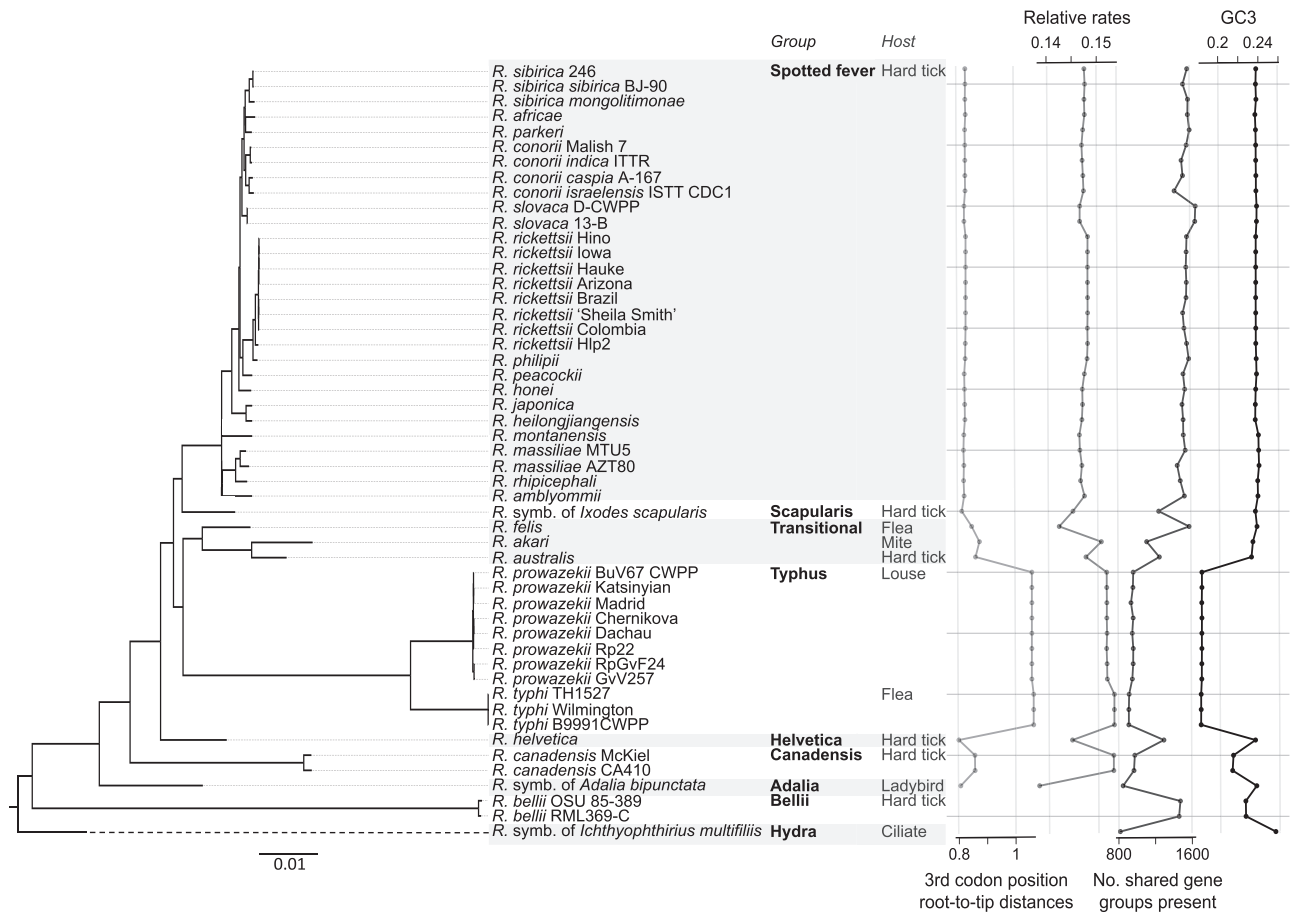 Relative rates GC3
Group Host 0.14 0.15 0.2 0.24
R. sibirica 246 Spotted fever Hard tick
R. sibirica sibirica BJ-90
R. sibirica mongolitimonae
R. africae
R. parkeri
R. conorii Malish 7
R. conorii indica ITTR
R. conorii caspia A-167
R. conorii israelensis ISTT CDC1
R. slovaca D-CWPP
R. slovaca 13-B
R. rickettsii Hino
R. rickettsii Iowa
R. rickettsii Hauke
R. rickettsii Arizona
R. rickettsii Brazil
R. rickettsii ‘Sheila Smith’
R. rickettsii Colombia
R. rickettsii Hlp2
R. philipii
R. peacockii
R. honei
R. japonica
R. heilongjiangensis
R. montanensis
R. massiliae MTU5
R. massiliae AZT80
R. rhipicephali
R. amblyommii
R. symb. of Ixodes scapularis Scapularis Hard tick
R. felis Transitional Flea
R. akari Mite
R. australis Hard tick
R. prowazekii BuV67 CWPP Typhus Louse
R. prowazekii Katsinyian
R. prowazekii Madrid
R. prowazekii Chernikova
R. prowazekii Dachau
R. prowazekii Rp22
R. prowazekii RpGvF24
R. prowazekii GvV257
R. typhi TH1527 Flea
R. typhi Wilmington
R. typhi B9991CWPP
R. helvetica Helvetica Hard tick
R. canadensis McKiel Canadensis Hard tick
R. canadensis CA410
R. symb. of Adalia bipunctata Adalia Ladybird
R. bellii OSU 85-389 Bellii Hard tick
R. bellii RML369-C
R. symb. of Ichthyophthirius multifiliis Hydra Ciliate
0.01 0.8 1 800 1600
3rd codon position No. shared gene
root-to-tip distances groups present